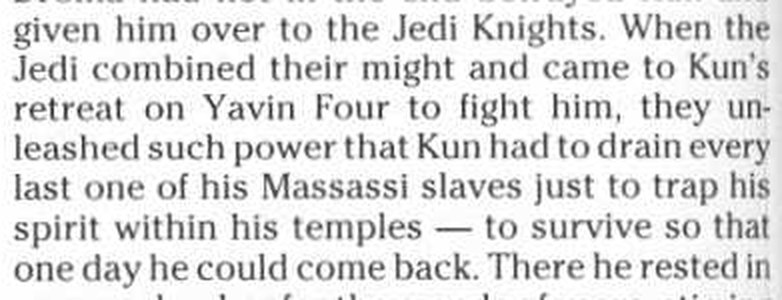 given him over to the Jedi Knights. When the
Jedi combined their might and came to Kun's
retreat on Yavin Four to fight him, they un-
leashed such power that Kun had to drain every
last one of his Massassi slaves just to trap his
spirit within his temples — to survive so that
one day he could come back. There he rested in